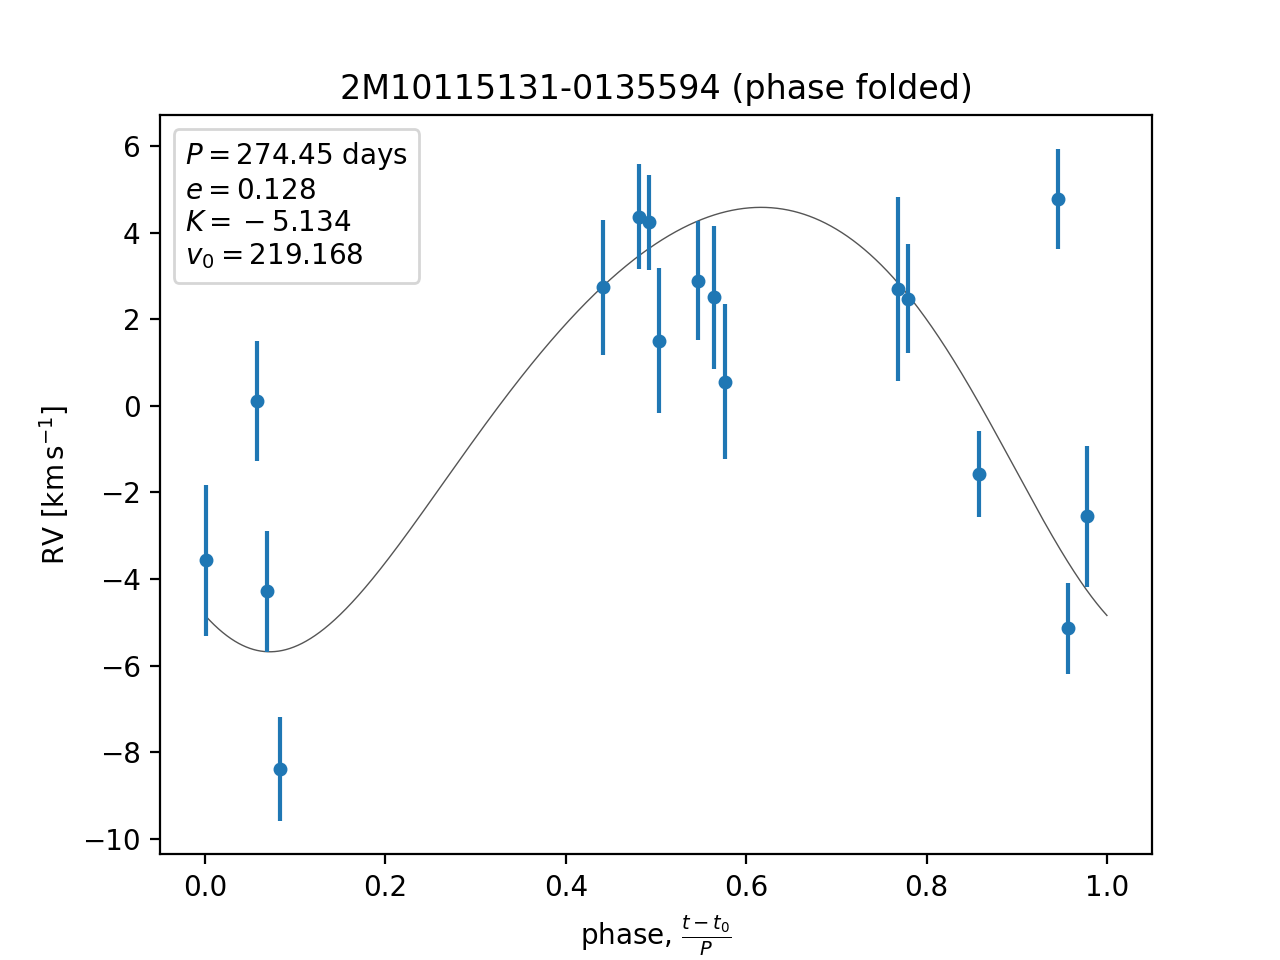 2M10115131-0135594 (phase folded)
P = 274.45 days
e = 0.128
K = −5.134
v₀ = 219.168
RV [km s⁻¹]
6
4
2
0
−2
−4
−6
−8
−10
0.0 0.2 0.4 0.6 0.8 1.0
phase, (t − t₀)/P